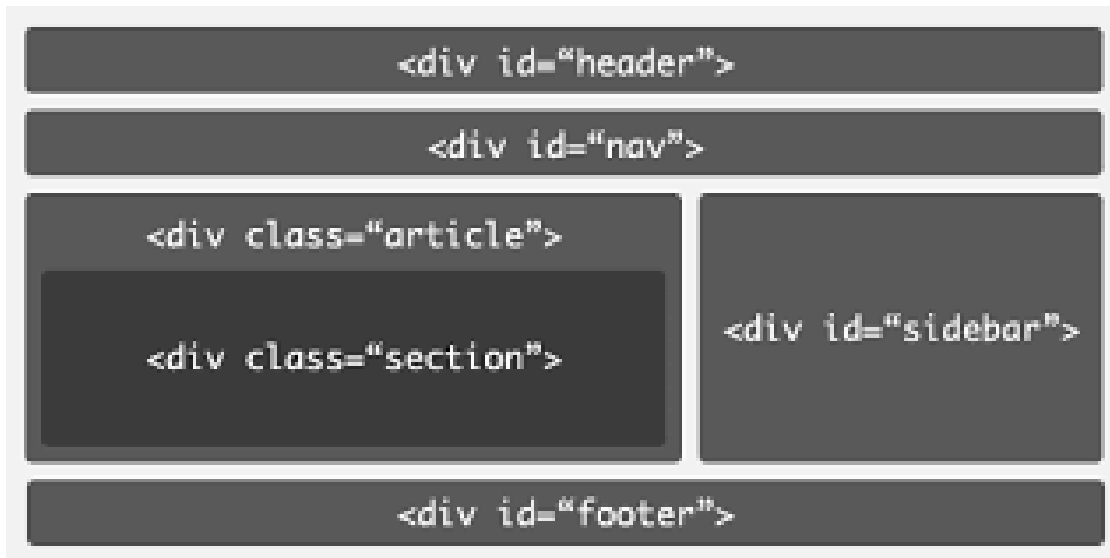 <div id=“header”>
<div id=“nav”>
<div class=“article”>
<div class=“section”>
<div id=“sidebar”>
<div id=“footer”>